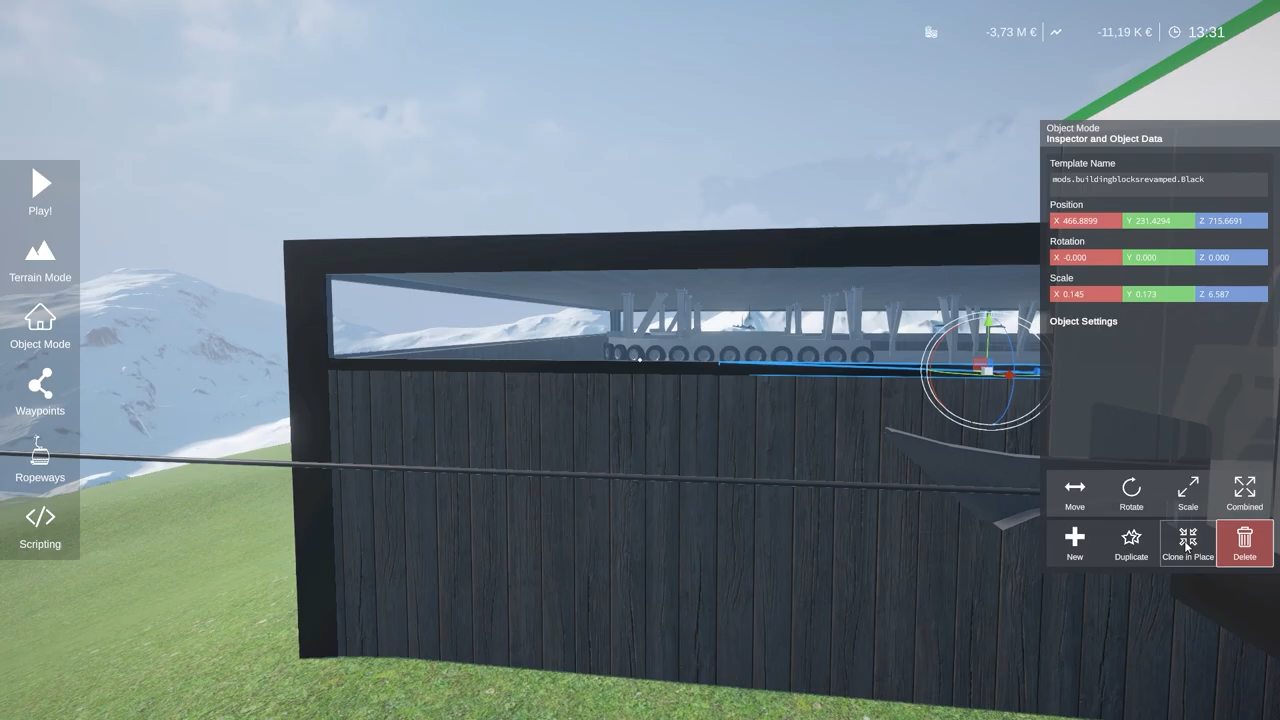 -3,73 M €
-11,19 K €
13:31
Play!
Terrain Mode
Object Mode
Waypoints
Ropeways
Scripting
Object Mode
Inspector and Object Data
Template Name
mods.buildingblocksrevamped.Black
Position
X 466.8899 Y 231.4294 Z 715.6691
Rotation
X -0.000 Y 0.000 Z 0.000
Scale
X 0.145 Y 0.173 Z 6.587
Object Settings
Move Rotate Scale Combined
New Duplicate Clone in Place Delete